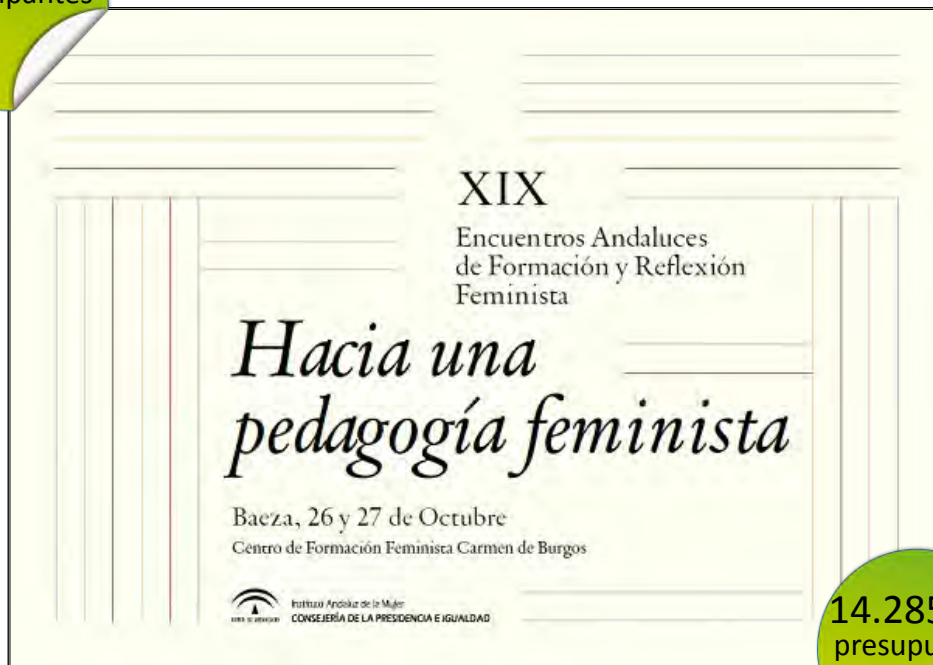 XIX
Encuentros Andaluces
de Formación y Reflexión
Feminista
Hacia una
pedagogía feminista
Baeza, 26 y 27 de Octubre
Centro de Formación Feminista Carmen de Burgos
Instituto Andaluz de la Mujer
CONSEJERÍA DE LA PRESIDENCIA E IGUALDAD
14.285